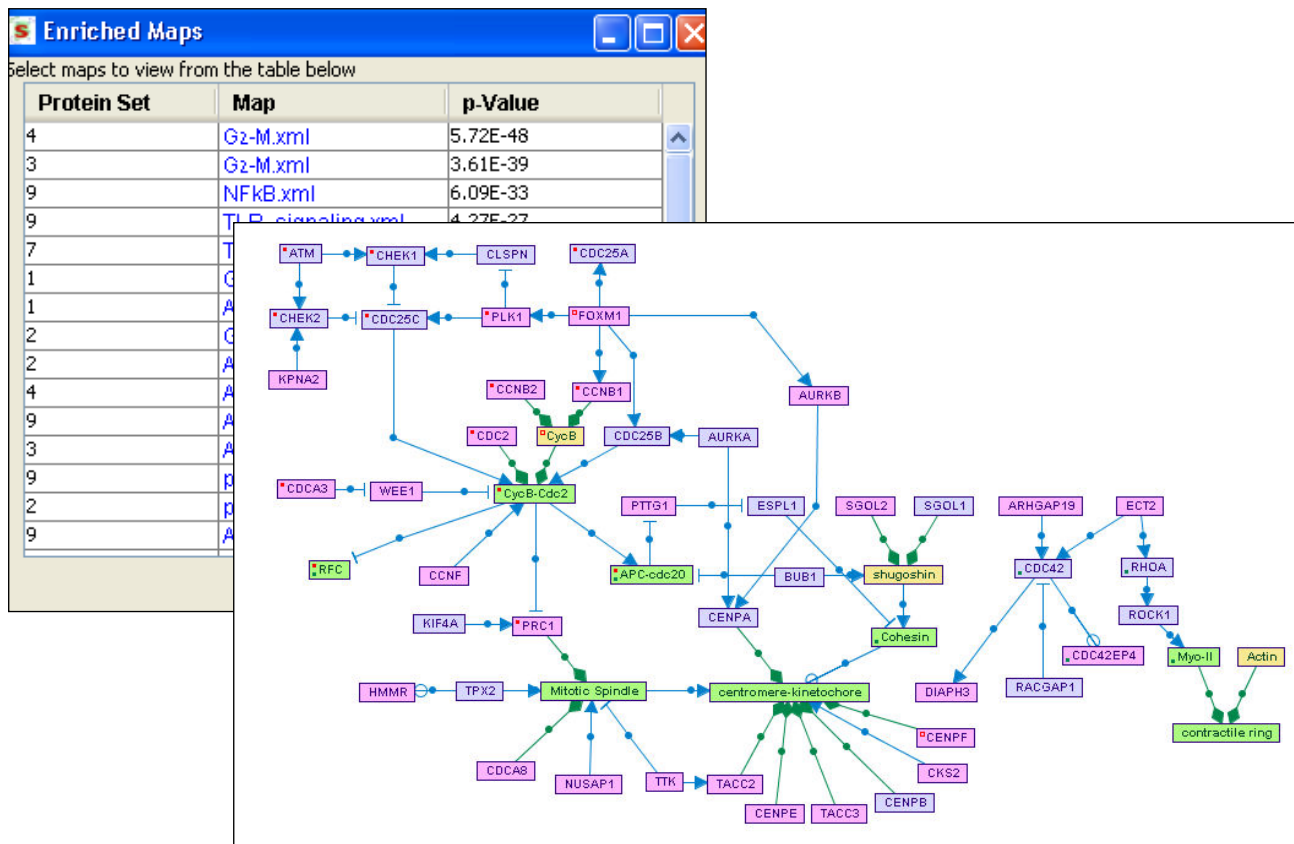 Enriched Maps
Select maps to view from the table below
Protein Set Map p-Value
4 G2-M.xml 5.72E-48
3 G2-M.xml 3.61E-39
9 NFkB.xml 6.09E-33
9 TLR_signaling.xml 4.27E-27
7 T
1 G
1 A
2 G
2 A
4 A
9 A
3 A
9 p
2 p
9 A
ATM CHEK1 CLSPN CDC25A
CHEK2 CDC25C PLK1 FOXM1
KPNA2
CCNB2 CCNB1 AURKB
CDC2 CycB CDC25B AURKA
CDCA3 WEE1 CycB-Cdc2
PTTG1 ESPL1 SGOL2 SGOL1 ARHGAP19 ECT2
RFC CCNF APC-cdc20 BUB1 shugoshin CDC42 RHOA
KIF4A PRC1 CENPA Cohesin ROCK1
CDC42EP4 Myo-II Actin
HMMR TPX2 Mitotic Spindle centromere-kinetochore DIAPH3 RACGAP1
CENPF contractile ring
CDCA8 NUSAP1 TTK TACC2 CKS2
CENPE TACC3 CENPB